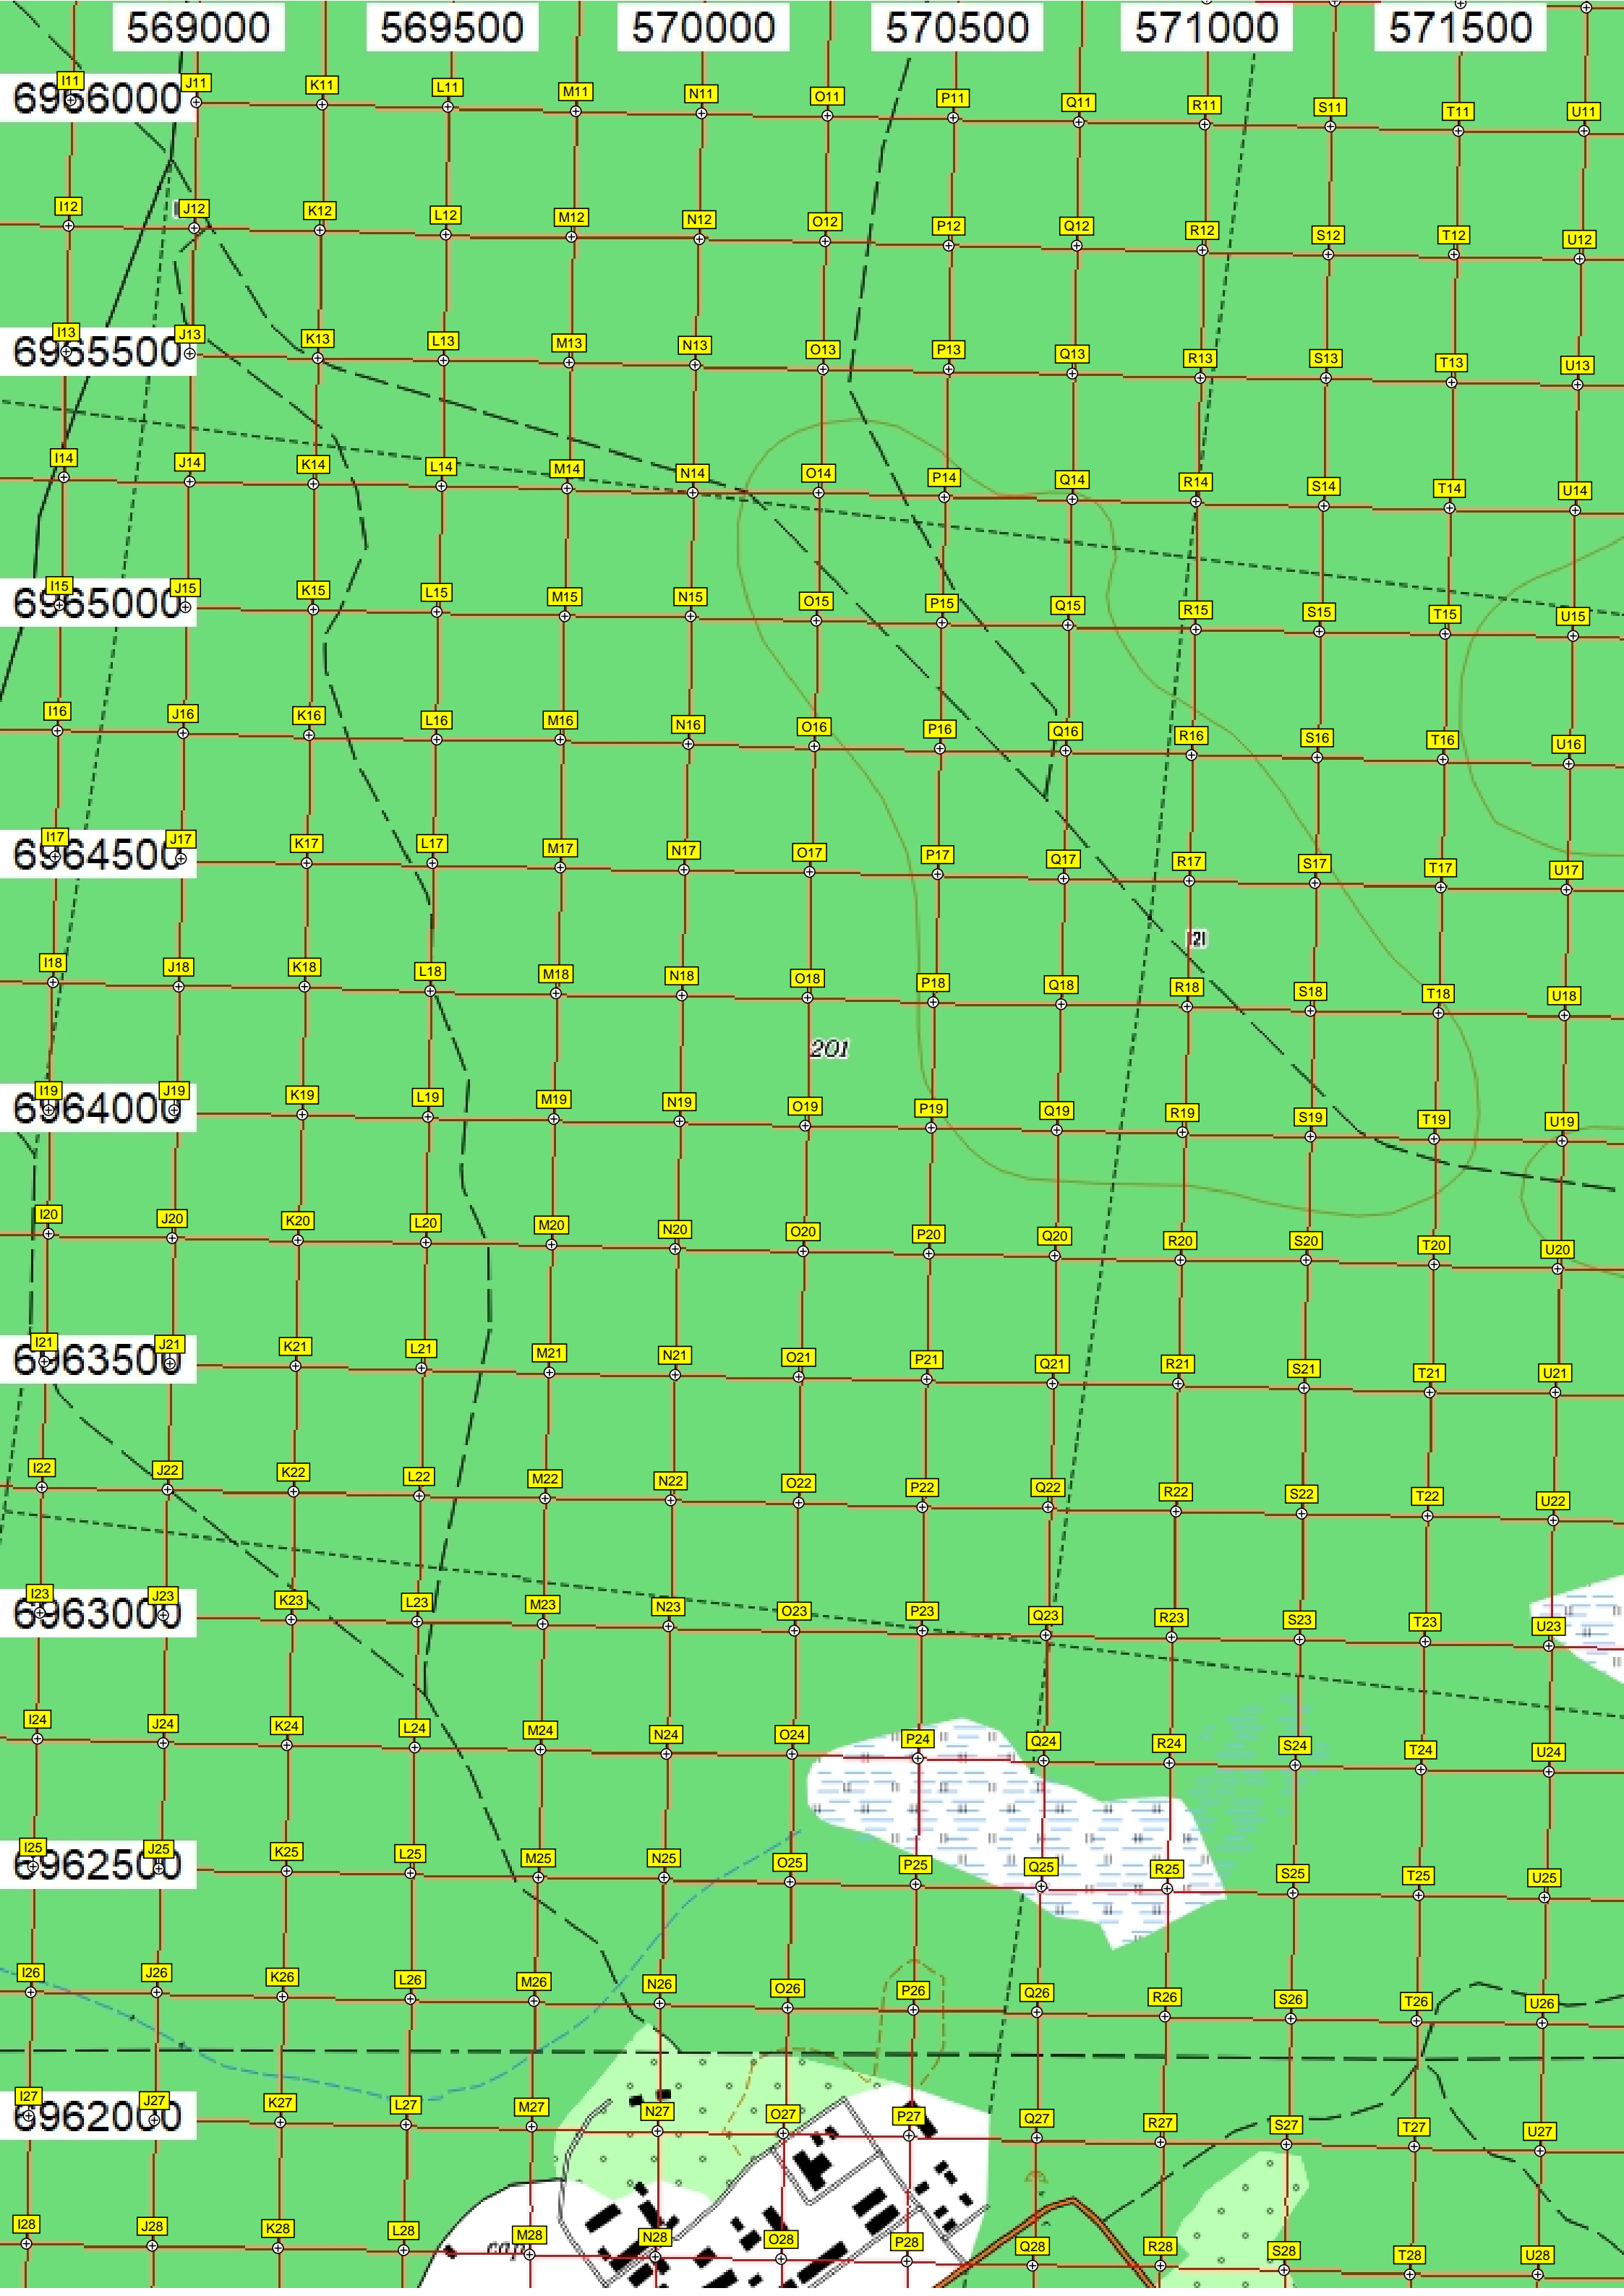 569000 569500 570000 570500 571000 571500
6966000
I11 J11 K11 L11 M11 N11 O11 P11 Q11 R11 S11 T11 U11
I12 J12 K12 L12 M12 N12 O12 P12 Q12 R12 S12 T12 U12
6965500
I13 J13 K13 L13 M13 N13 O13 P13 Q13 R13 S13 T13 U13
I14 J14 K14 L14 M14 N14 O14 P14 Q14 R14 S14 T14 U14
6965000
I15 J15 K15 L15 M15 N15 O15 P15 Q15 R15 S15 T15 U15
I16 J16 K16 L16 M16 N16 O16 P16 Q16 R16 S16 T16 U16
6964500
I17 J17 K17 L17 M17 N17 O17 P17 Q17 R17 S17 T17 U17
I18 J18 K18 L18 M18 N18 O18 P18 Q18 R18 S18 T18 U18
201
6964000
I19 J19 K19 L19 M19 N19 O19 P19 Q19 R19 S19 T19 U19
I20 J20 K20 L20 M20 N20 O20 P20 Q20 R20 S20 T20 U20
6963500
I21 J21 K21 L21 M21 N21 O21 P21 Q21 R21 S21 T21 U21
I22 J22 K22 L22 M22 N22 O22 P22 Q22 R22 S22 T22 U22
6963000
I23 J23 K23 L23 M23 N23 O23 P23 Q23 R23 S23 T23 U23
I24 J24 K24 L24 M24 N24 O24 P24 Q24 R24 S24 T24 U24
6962500
I25 J25 K25 L25 M25 N25 O25 P25 Q25 R25 S25 T25 U25
I26 J26 K26 L26 M26 N26 O26 P26 Q26 R26 S26 T26 U26
6962000
I27 J27 K27 L27 M27 N27 O27 P27 Q27 R27 S27 T27 U27
I28 J28 K28 L28 M28 N28 O28 P28 Q28 R28 S28 T28 U28